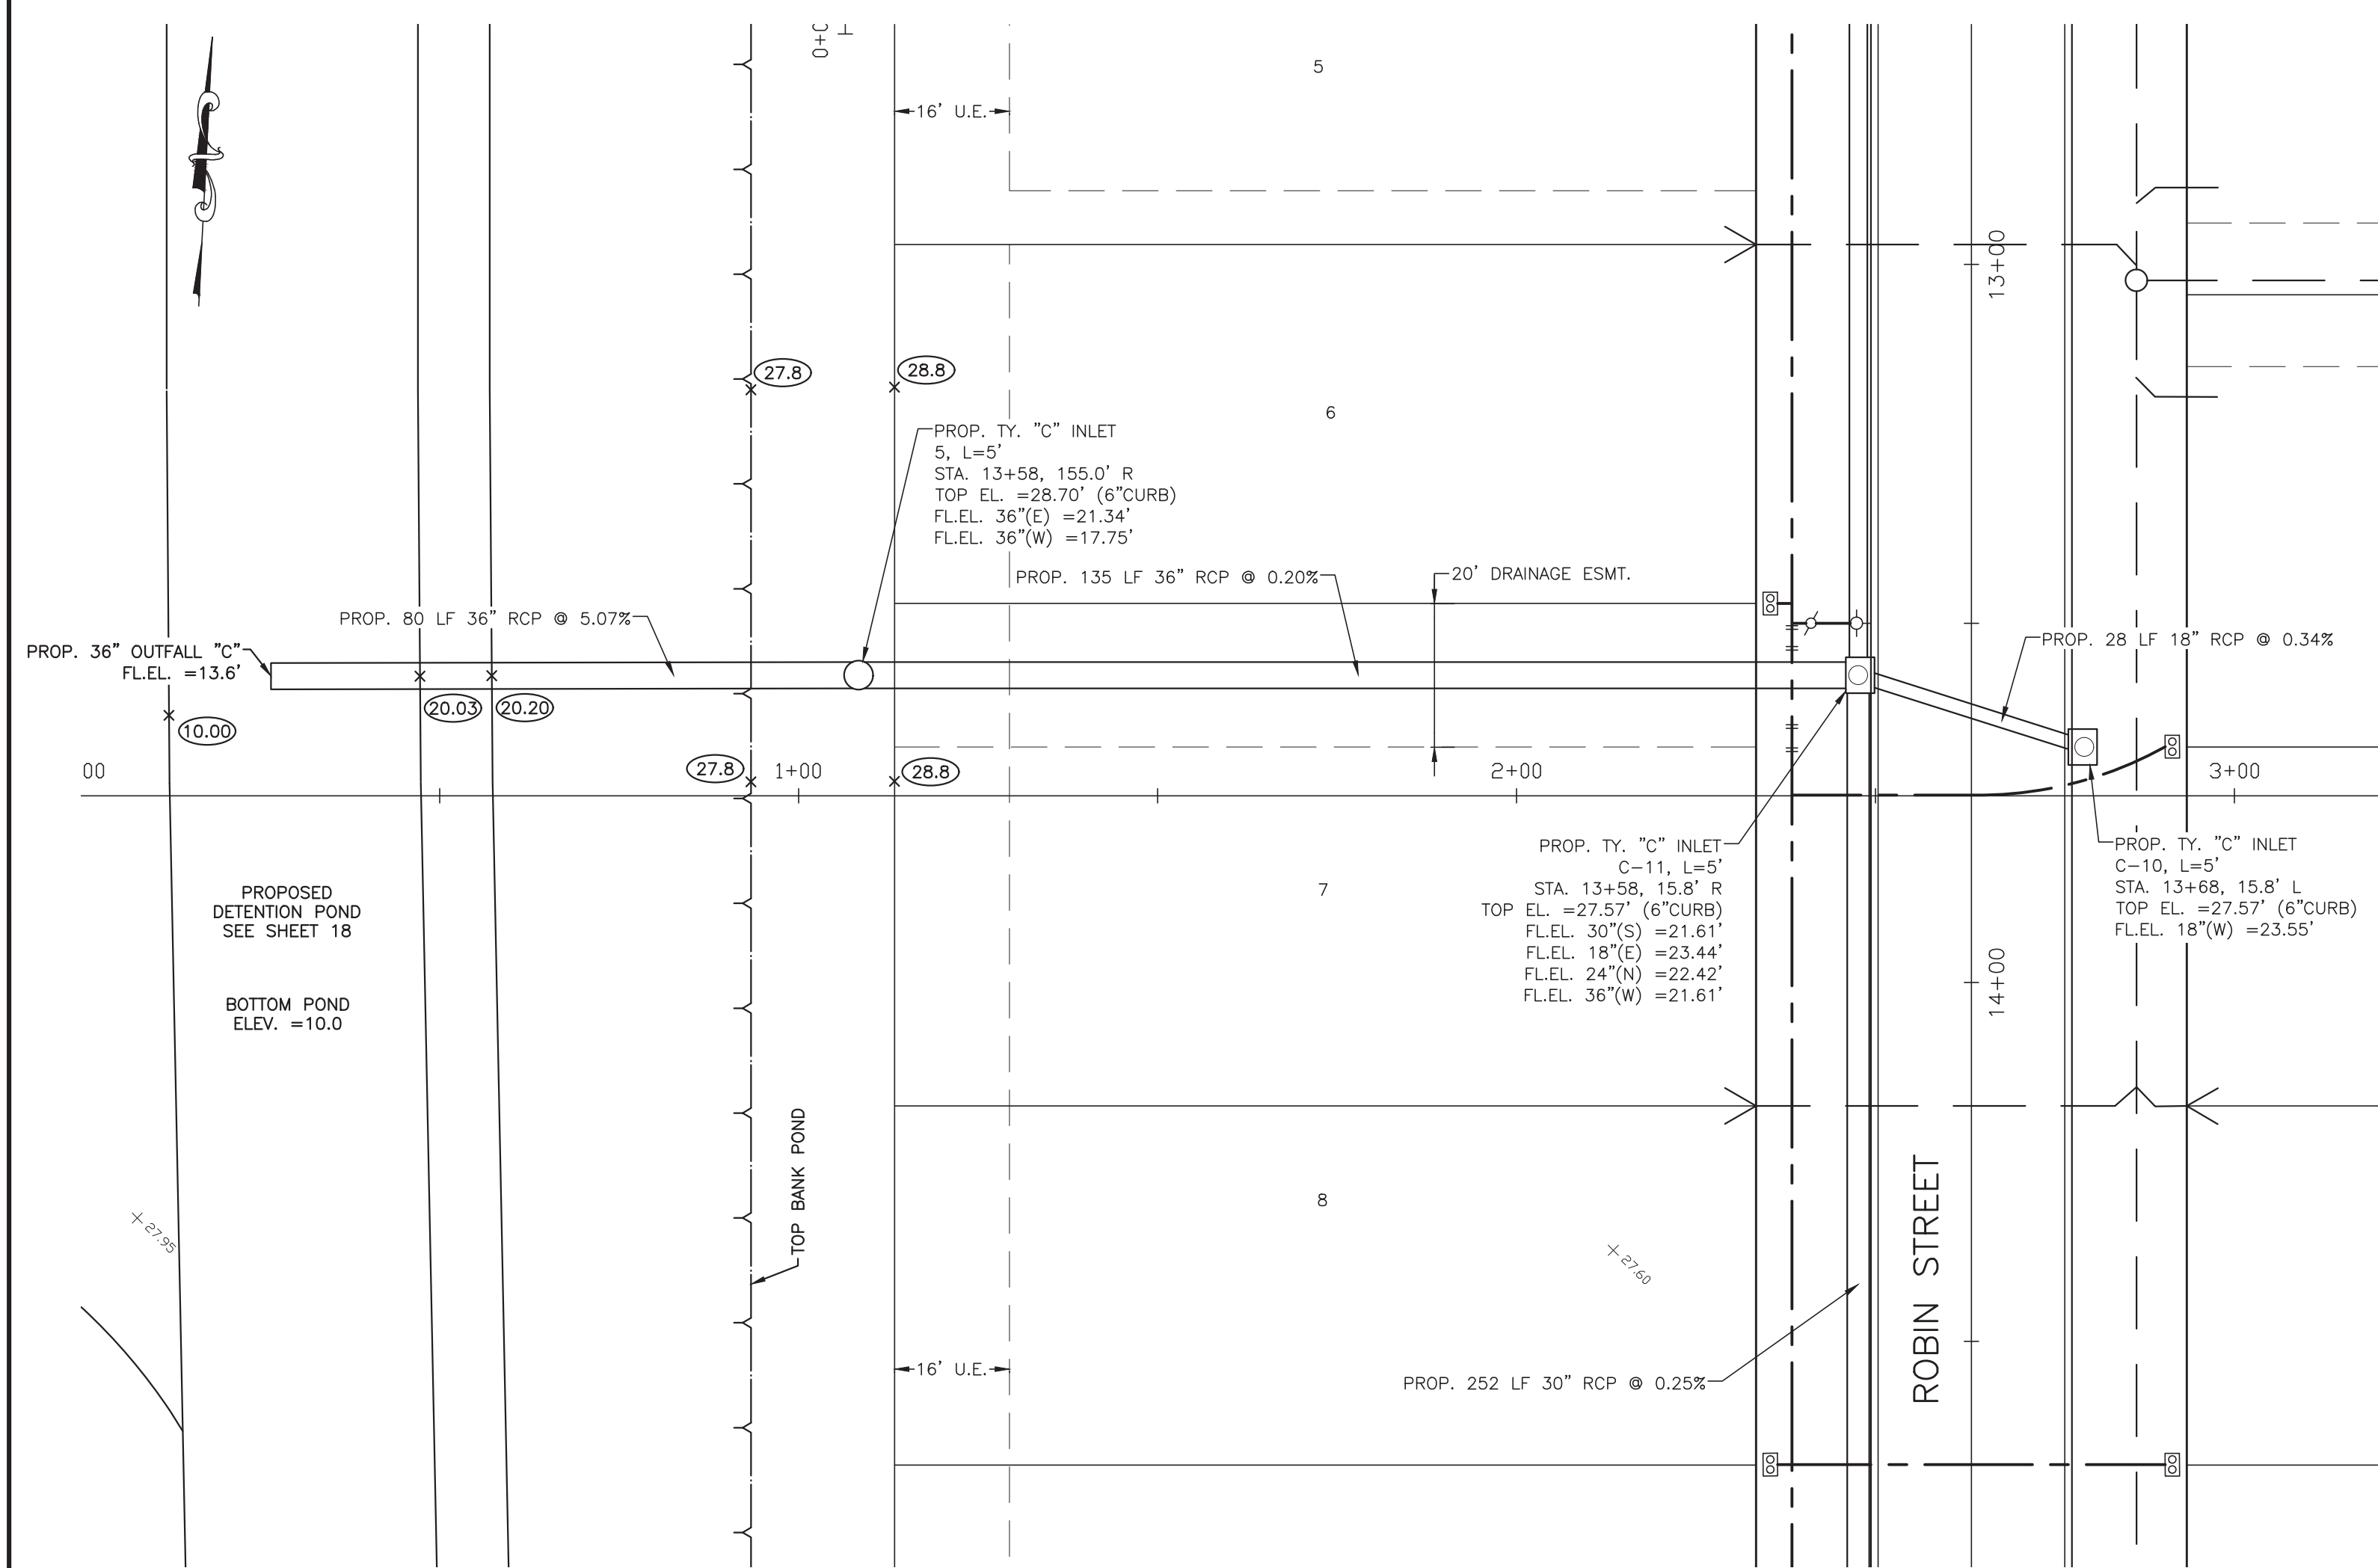 0+0
5
16' U.E.
13+00
27.8
28.8
6
PROP. TY. "C" INLET
5, L=5'
STA. 13+58, 155.0' R
TOP EL. =28.70' (6"CURB)
FL.EL. 36"(E) =21.34'
FL.EL. 36"(W) =17.75'
PROP. 135 LF 36" RCP @ 0.20%
20' DRAINAGE ESMT.
PROP. 80 LF 36" RCP @ 5.07%
PROP. 28 LF 18" RCP @ 0.34%
PROP. 36" OUTFALL "C"
FL.EL. =13.6'
20.03
20.20
10.00
00
27.8
1+00
28.8
2+00
3+00
PROP. TY. "C" INLET
C-11, L=5'
STA. 13+58, 15.8' R
TOP EL. =27.57' (6"CURB)
FL.EL. 30"(S) =21.61'
FL.EL. 18"(E) =23.44'
FL.EL. 24"(N) =22.42'
FL.EL. 36"(W) =21.61'
PROP. TY. "C" INLET
C-10, L=5'
STA. 13+68, 15.8' L
TOP EL. =27.57' (6"CURB)
FL.EL. 18"(W) =23.55'
PROPOSED
DETENTION POND
SEE SHEET 18
7
BOTTOM POND
ELEV. =10.0
14+00
TOP BANK POND
8
27.95
27.60
ROBIN STREET
16' U.E.
PROP. 252 LF 30" RCP @ 0.25%